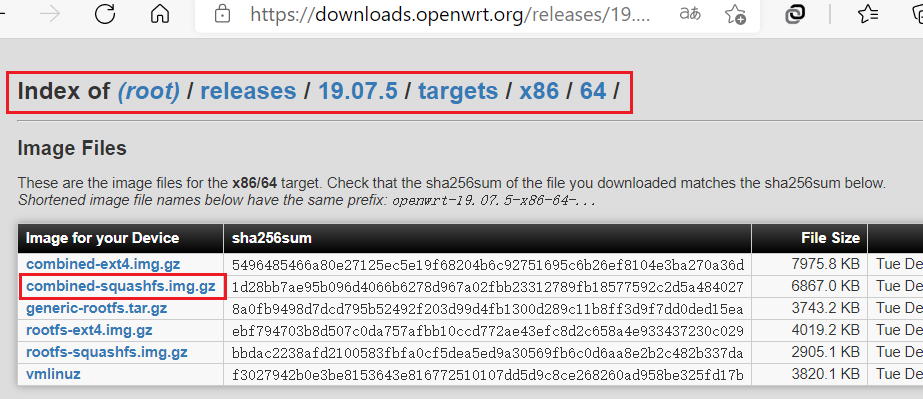 https://downloads.openwrt.org/releases/19....
Index of (root) / releases / 19.07.5 / targets / x86 / 64 /
Image Files
These are the image files for the x86/64 target. Check that the sha256sum of the file you downloaded matches the sha256sum below.
Shortened image file names below have the same prefix: openwrt-19.07.5-x86-64-...
Image for your Device sha256sum File Size
combined-ext4.img.gz 5496485466a80e27125ec5e19f68204b6c92751695c6b26ef8104e3ba270a36d 7975.8 KB Tue De
combined-squashfs.img.gz 1d28bb7ae95b096d4066b6278d967a02fbb23312789fb18577592c2d5a484027 6867.0 KB Tue De
generic-rootfs.tar.gz 8a0fb9498d7dcd795b52492f203d99d4fb1300d289c11b8ff3d9f7dd0ded15ea 3743.2 KB Tue De
rootfs-ext4.img.gz ebf794703b8d507c0da757afbb10ccd772ae43efc8d2c658a4e933437230c029 4019.2 KB Tue De
rootfs-squashfs.img.gz bbdac2238afd2100583fbfa0cf5dea5ed9a30569fb6c0d6aa8e2b2c482b337da 2905.1 KB Tue De
vmlinuz f3027942b0e3be8153643e816772510107dd5d9c8ce268260ad958be325fd17b 3820.1 KB Tue De